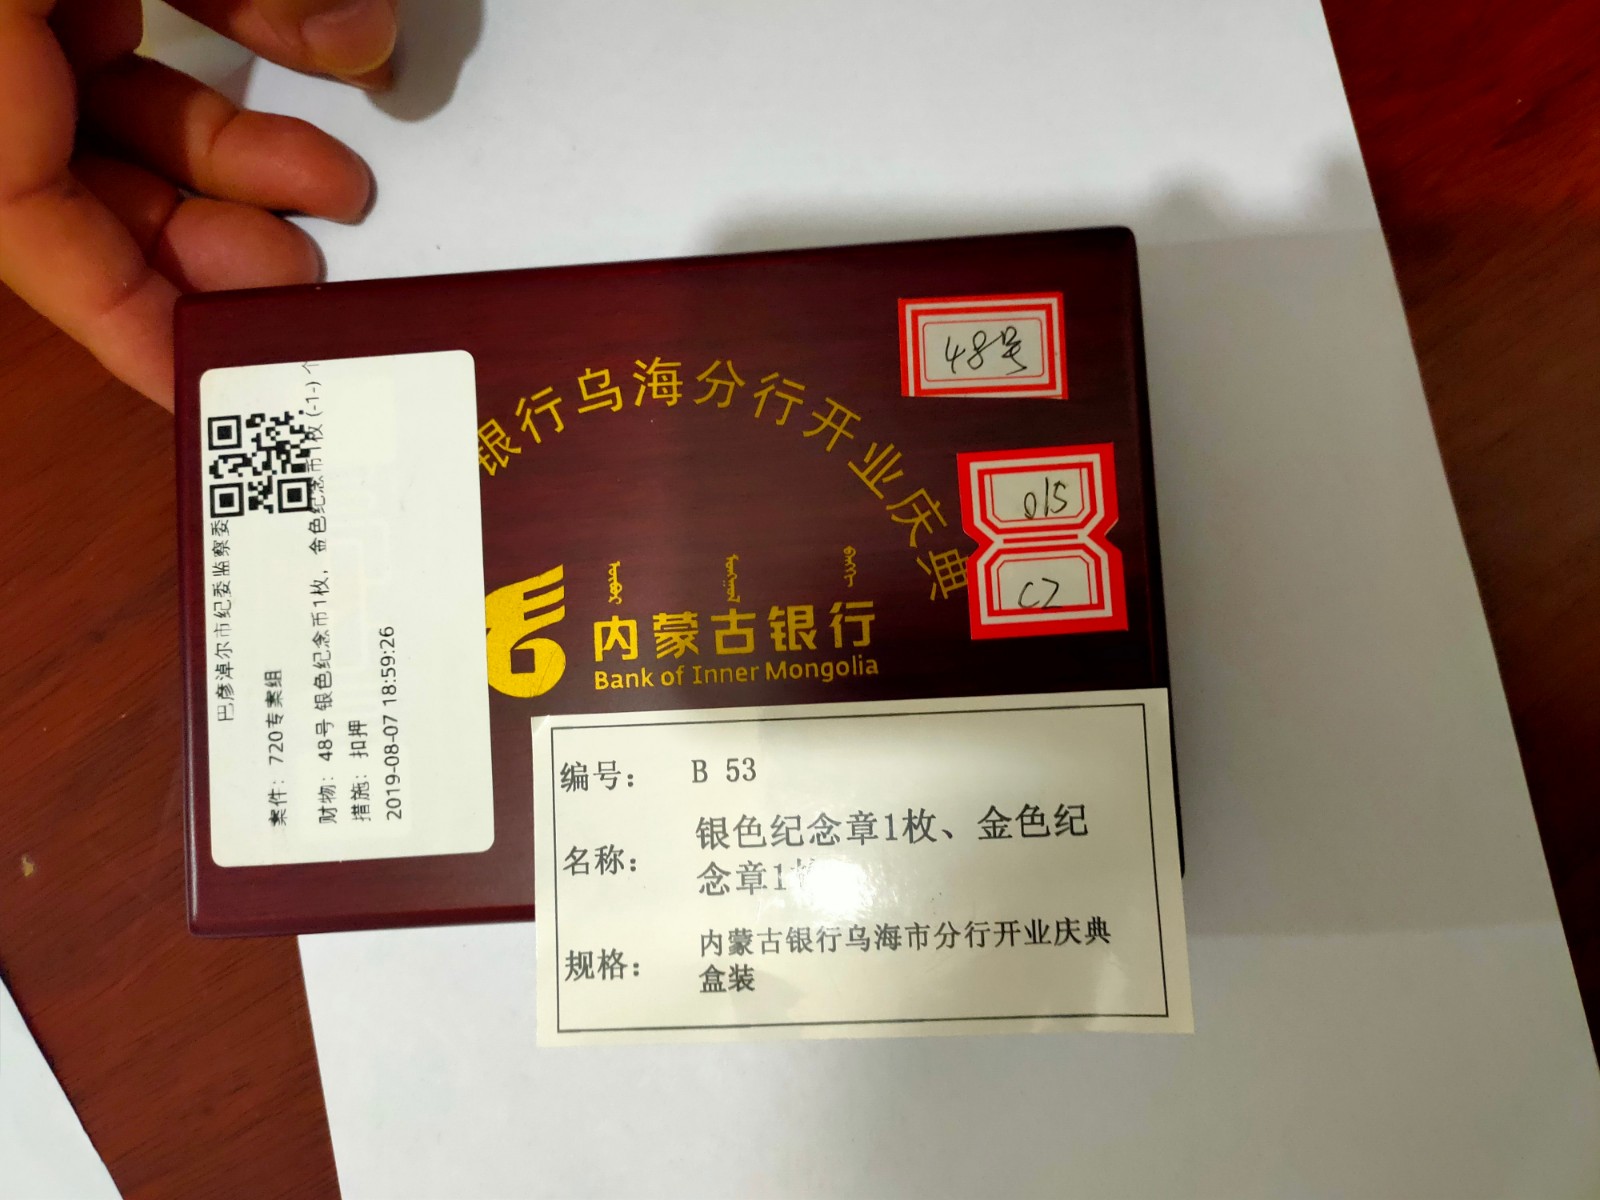 银行乌海分行开业庆典
内蒙古银行
Bank of Inner Mongolia
48号
015
C2
巴彦淖尔市纪委监察委
案件：720专案组
财物：48号 银色纪念币1枚，金色纪念币1枚 (-1-) 个
措施：扣押
2019-08-07 18:59:26
编号： B 53
名称： 银色纪念章1枚、金色纪
念章1
规格： 内蒙古银行乌海市分行开业庆典
盒装